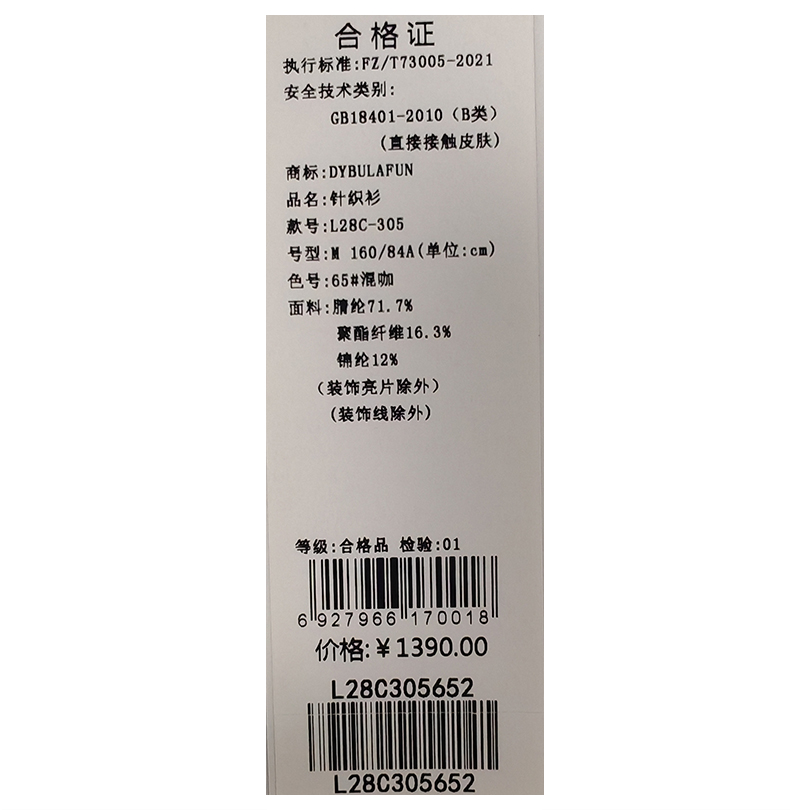 合格证
执行标准:FZ/T73005-2021
安全技术类别:
GB18401-2010（B类）
(直接接触皮肤)
商标:DYBULAFUN
品名:针织衫
款号:L28C-305
号型:M 160/84A(单位:cm)
色号:65#混咖
面料:腈纶71.7%
聚酯纤维16.3%
锦纶12%
（装饰亮片除外）
(装饰线除外)
等级:合格品 检验:01
6 927966 170018
价格:￥1390.00
L28C305652
L28C305652